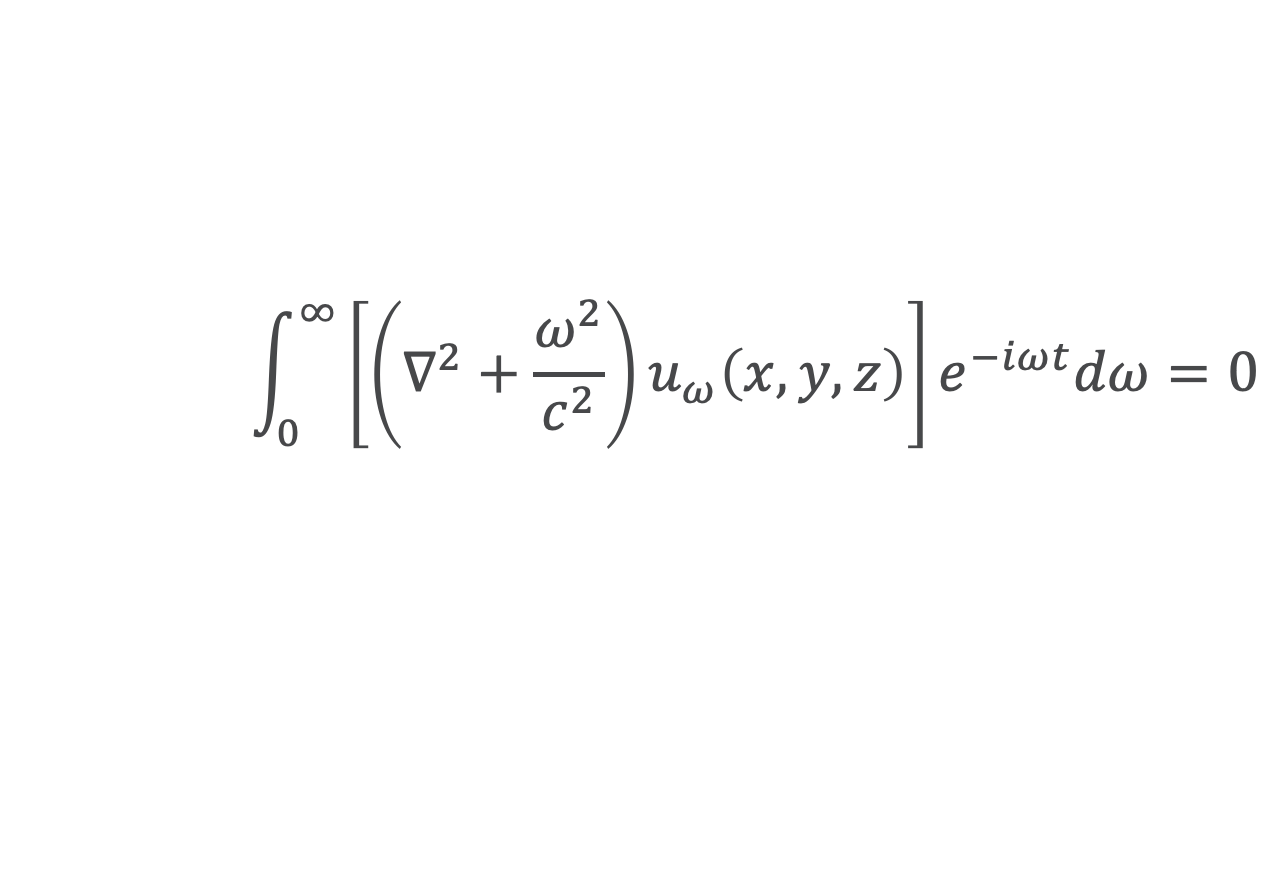 ∫₀^∞ [(∇² + ω²/c²) u_ω(x, y, z)] e^{−iωt} dω = 0